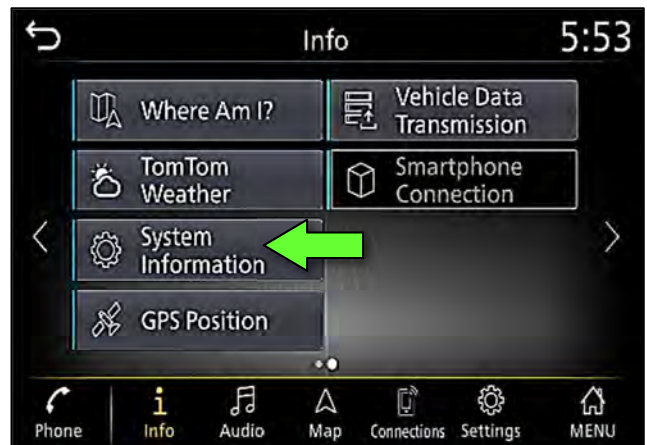 Info
5:53
Where Am I?
Vehicle Data
Transmission
TomTom
Weather
Smartphone
Connection
System
Information
GPS Position
Phone
Info
Audio
Map
Connections
Settings
MENU